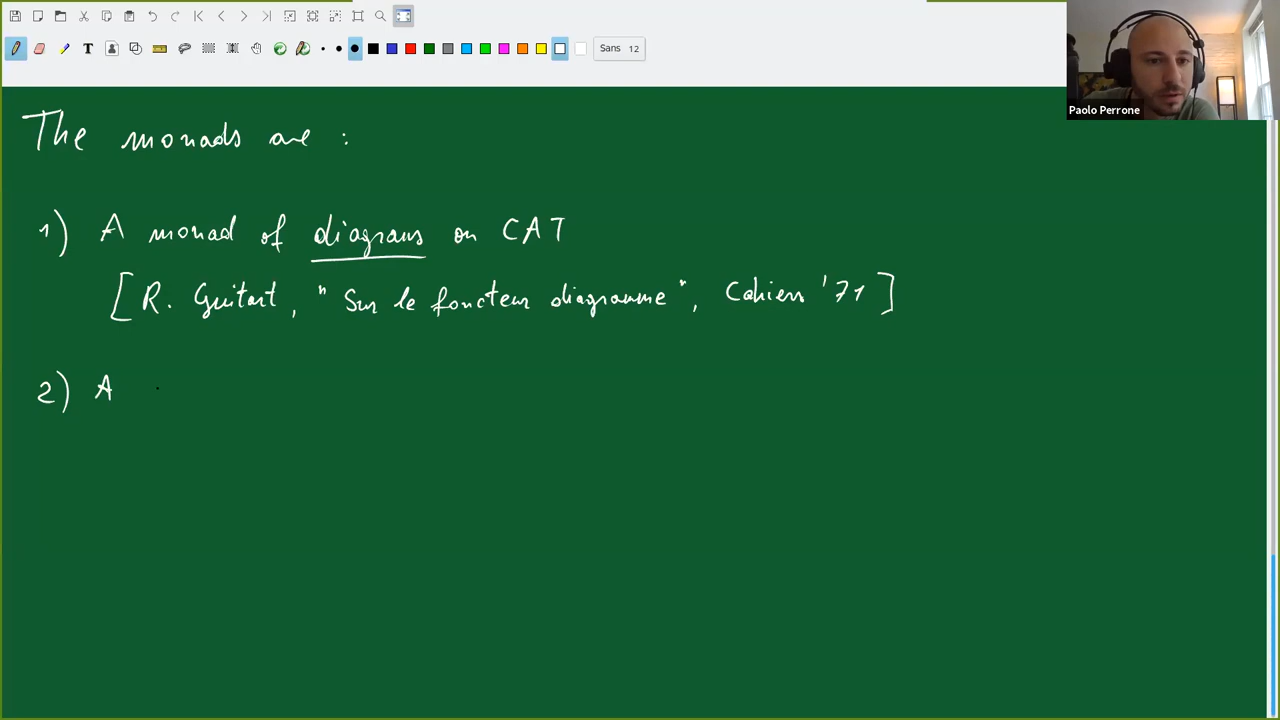 Sans 12
Paolo Perrone
The monads are :
1) A monad of diagrams on CAT
[R. Guitart, "Sur le foncteur diagramme", Cahiers '71]
2) A